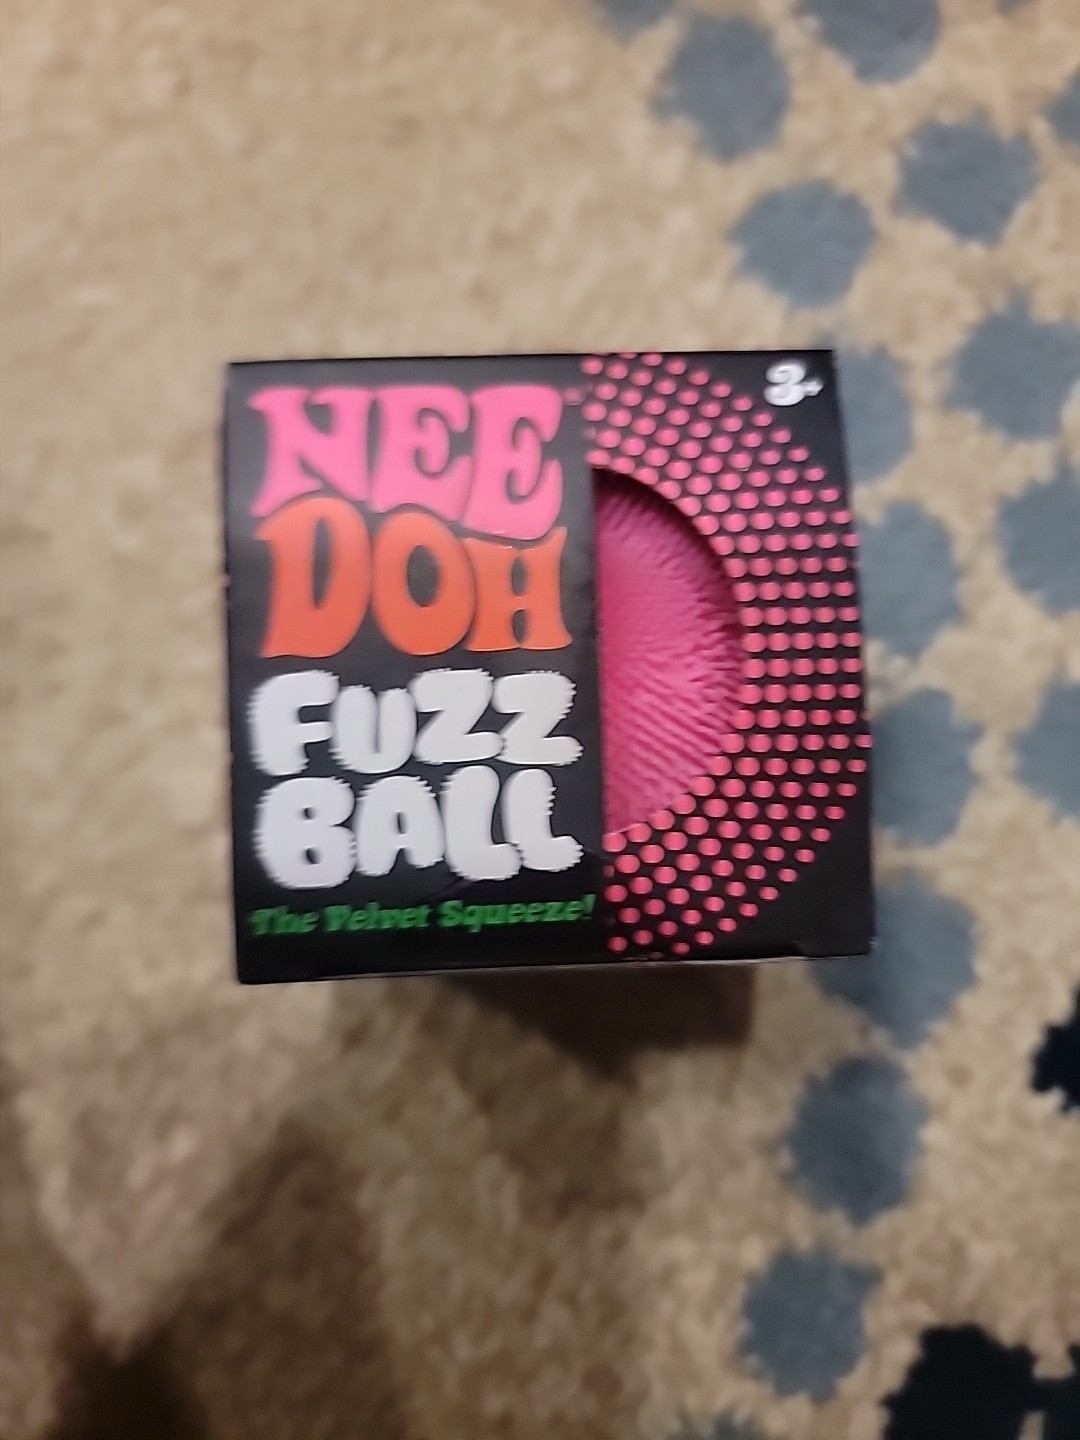 NEE
DOH
FUZZ
BALL
The Velvet Squeeze!
3+